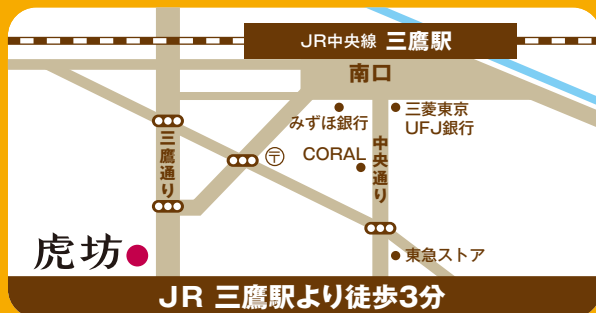 JR中央線 三鷹駅
南口
みずほ銀行
三菱東京
UFJ銀行
三鷹通り
〒
CORAL
中央通り
虎坊
東急ストア
JR 三鷹駅より徒歩3分